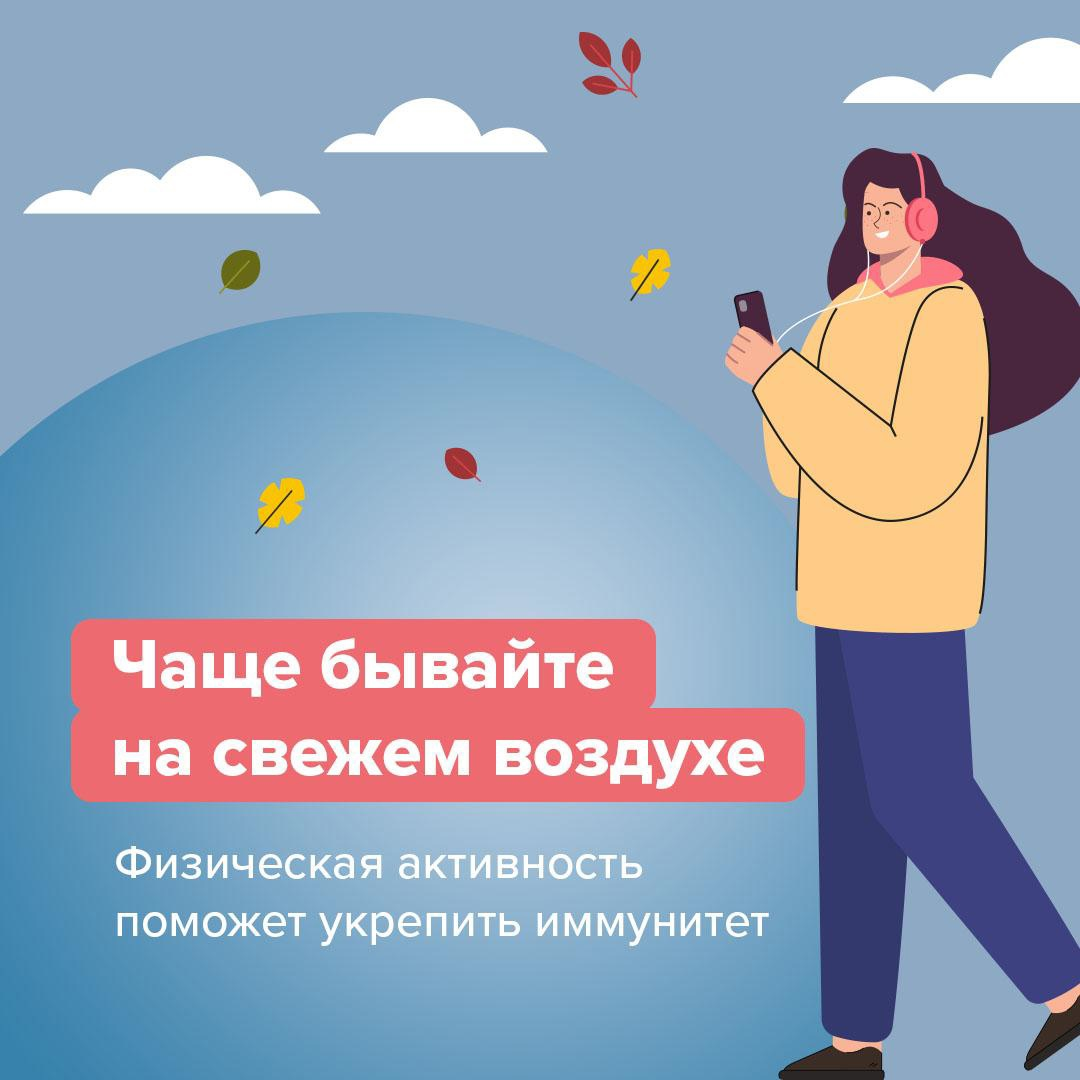 Чаще бывайте
на свежем воздухе
Физическая активность
поможет укрепить иммунитет